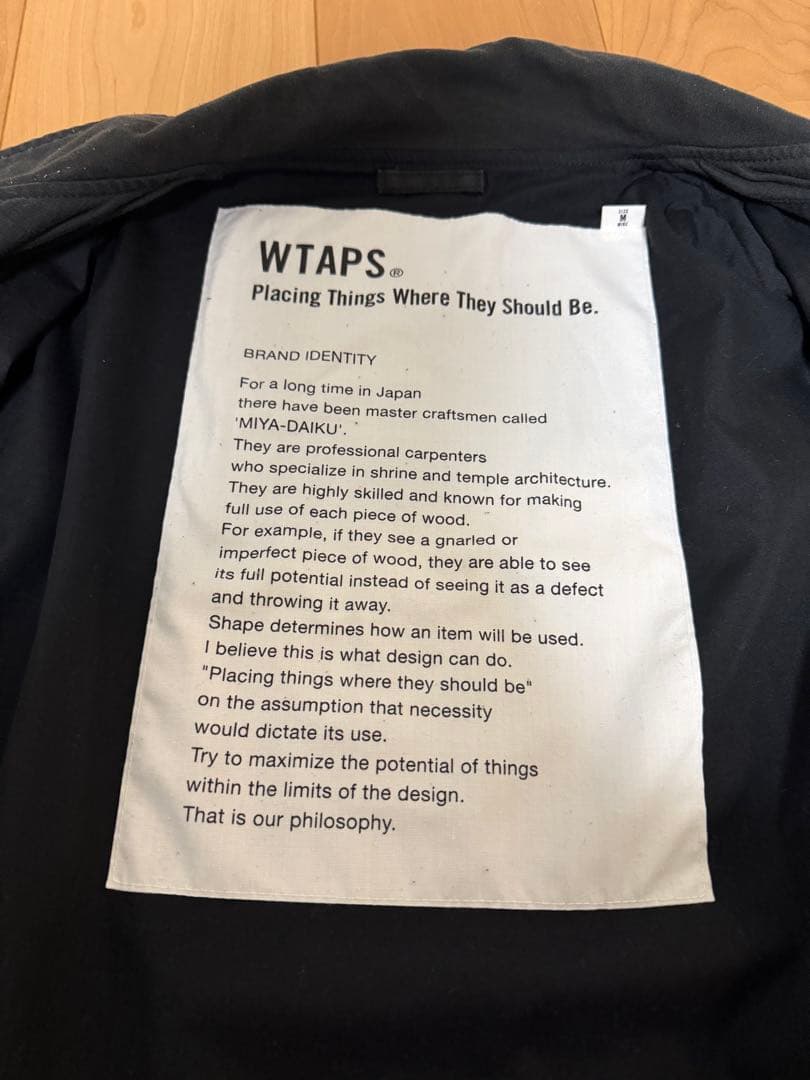 WTAPS®
Placing Things Where They Should Be.
BRAND IDENTITY
For a long time in Japan
there have been master craftsmen called
'MIYA-DAIKU'.
They are professional carpenters
who specialize in shrine and temple architecture.
They are highly skilled and known for making
full use of each piece of wood.
For example, if they see a gnarled or
imperfect piece of wood, they are able to see
its full potential instead of seeing it as a defect
and throwing it away.
Shape determines how an item will be used.
I believe this is what design can do.
"Placing things where they should be"
on the assumption that necessity
would dictate its use.
Try to maximize the potential of things
within the limits of the design.
That is our philosophy.
SIZE
M